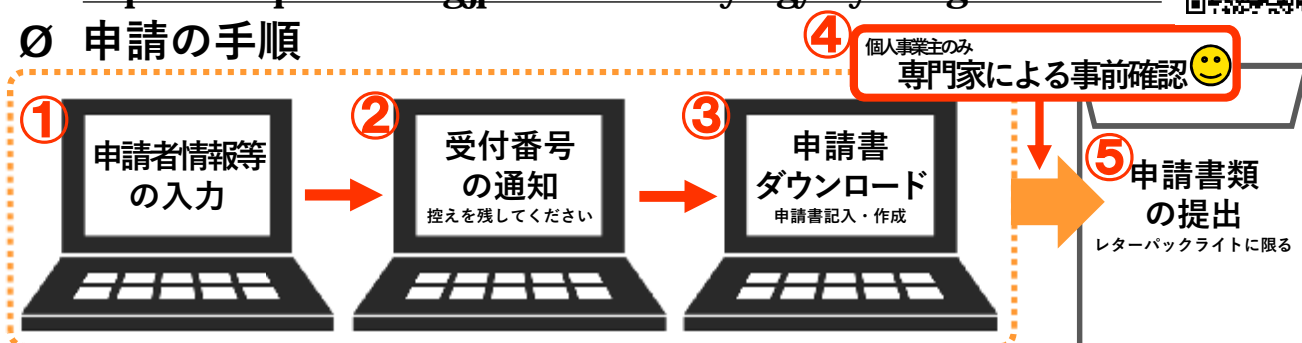 Ø 申請の手順
①
申請者情報等
の入力
②
受付番号
の通知
控えを残してください
③
申請書
ダウンロード
申請書記入・作成
④
個人事業主のみ
専門家による事前確認
⑤
申請書類
の提出
レターパックライトに限る